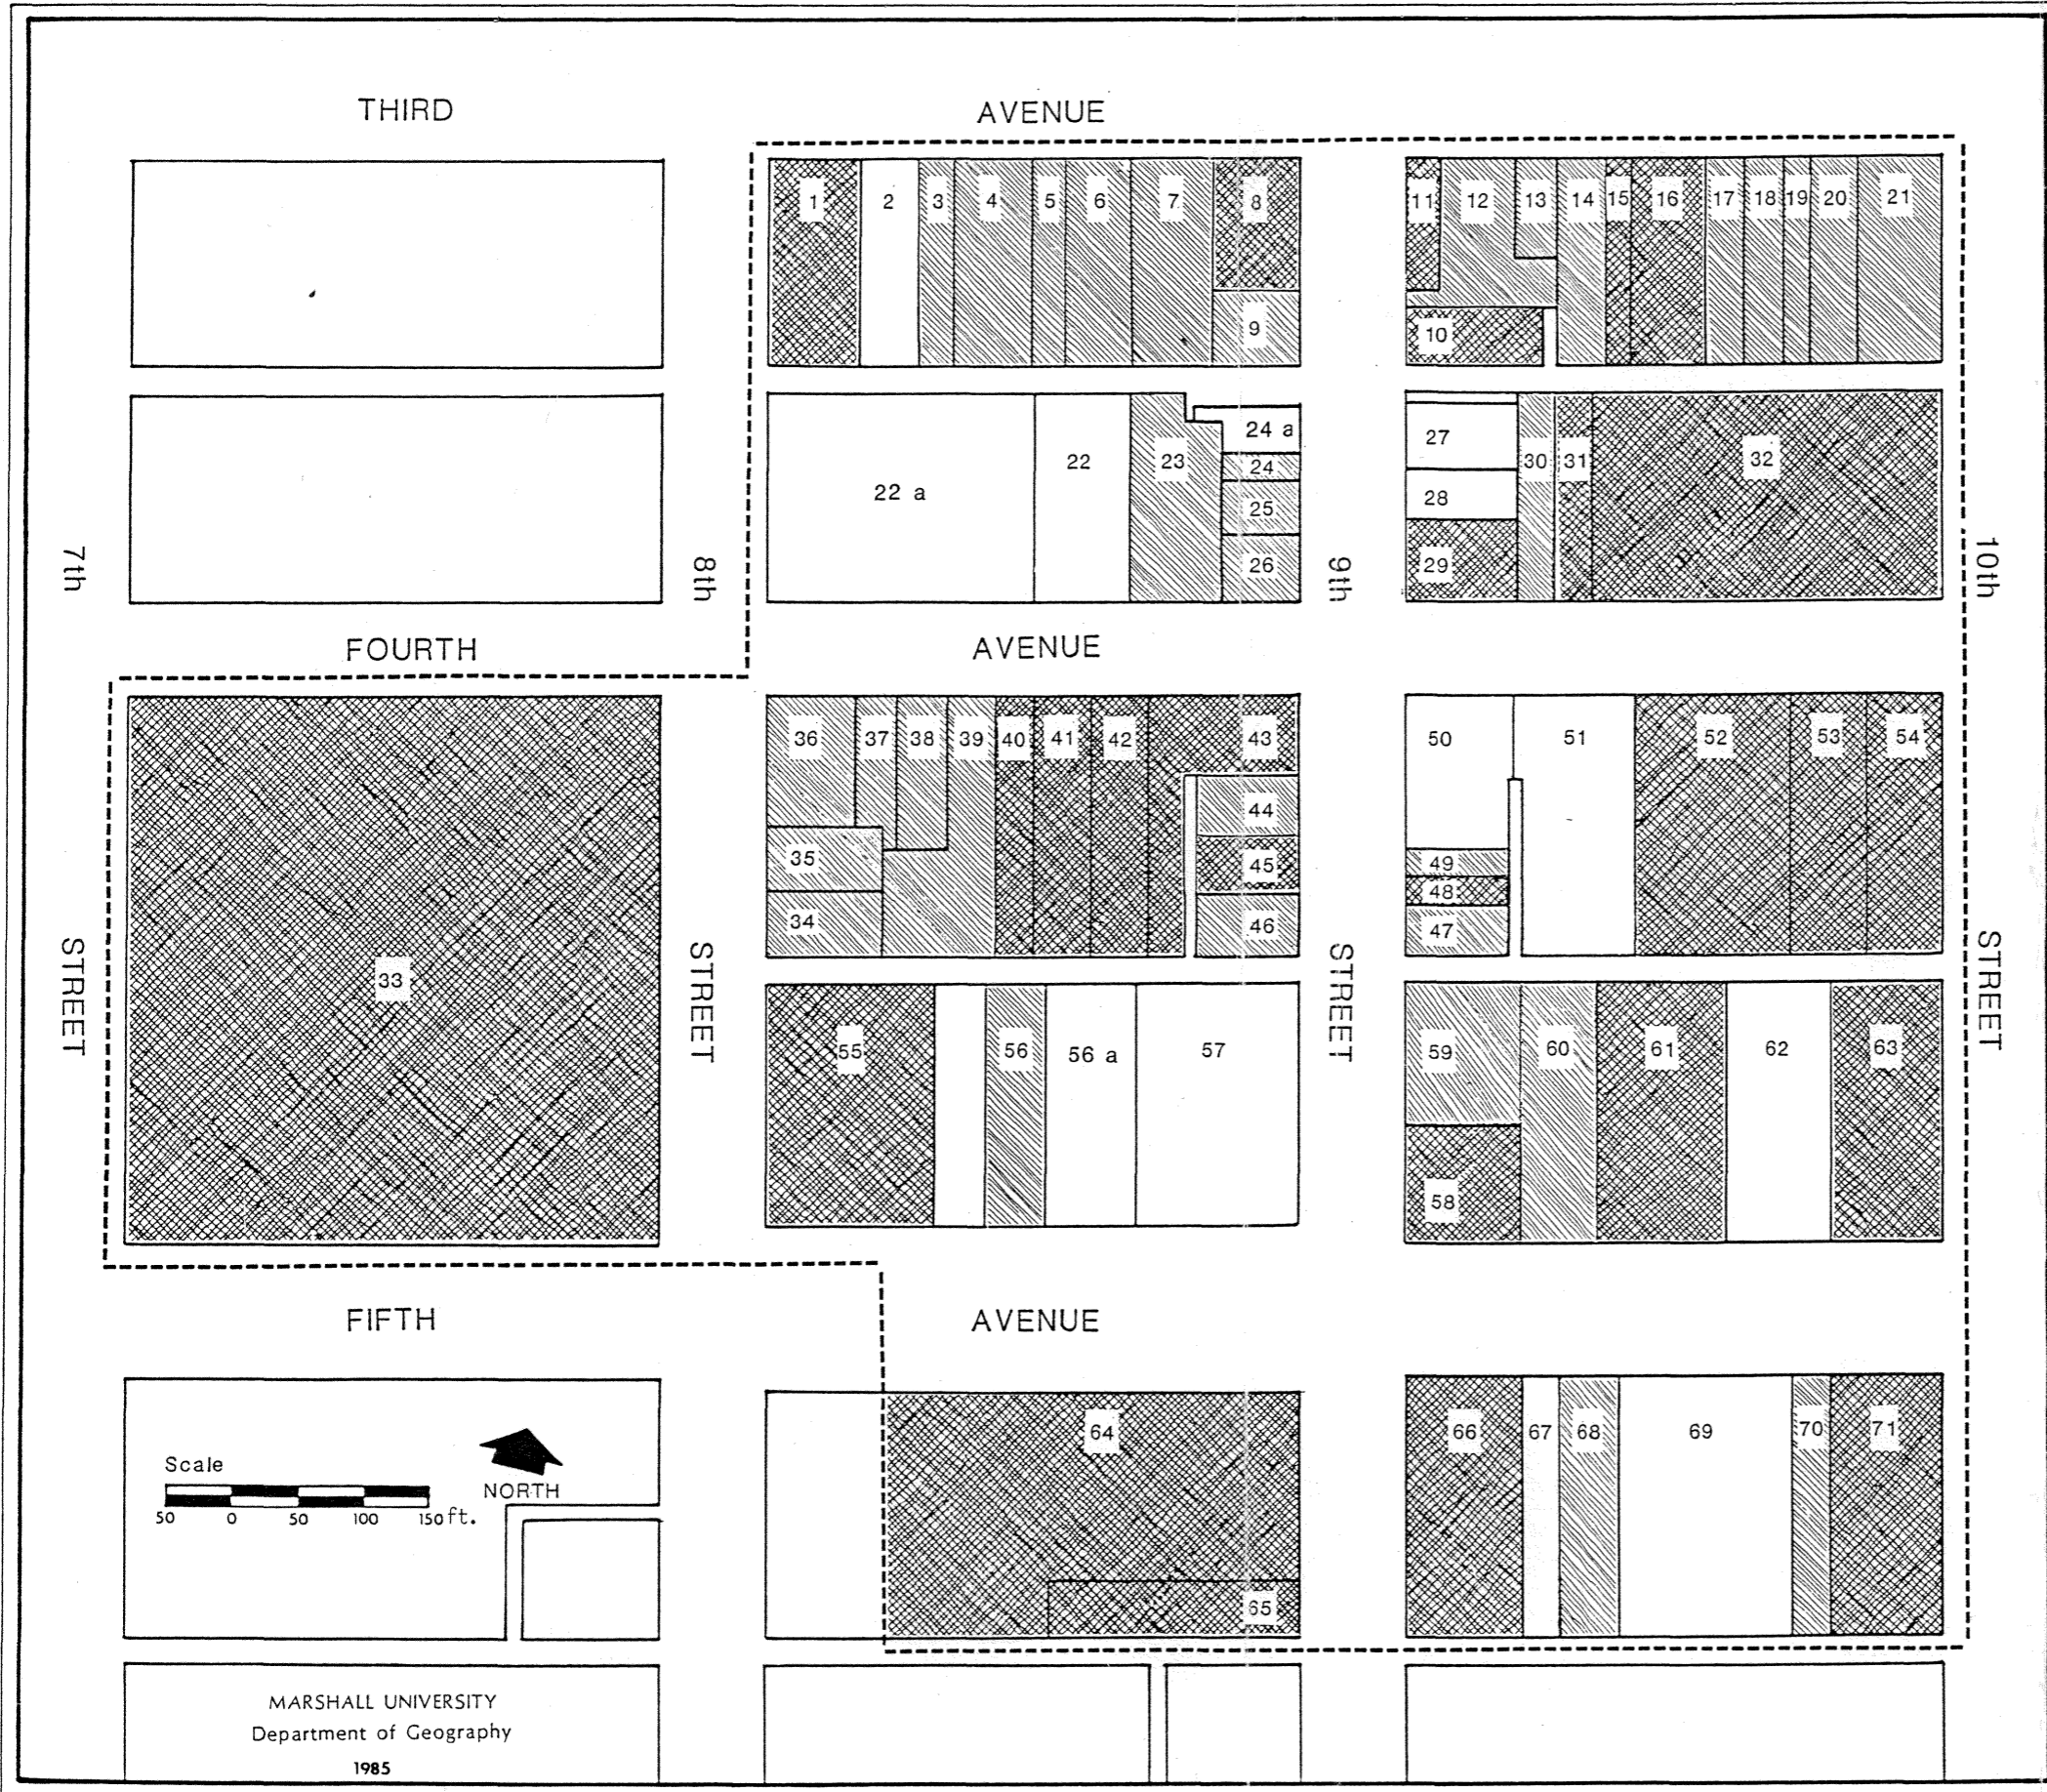 THIRD AVENUE
1 2 3 4 5 6 7 8
9
11 12 13 14 15 16 17 18 19 20 21
10
22 a 22 23 24 a
24
25
26
27 30 31 32
28
29
7th 8th 9th 10th
FOURTH AVENUE
33
36 37 38 39 40 41 42 43
44
35 45
34 46
50 51 52 53 54
49
48
47
STREET STREET STREET STREET
55 56 56 a 57
59 60 61 62 63
58
FIFTH AVENUE
64
65
66 67 68 69 70 71
Scale
50 0 50 100 150 ft.
NORTH
MARSHALL UNIVERSITY
Department of Geography
1985